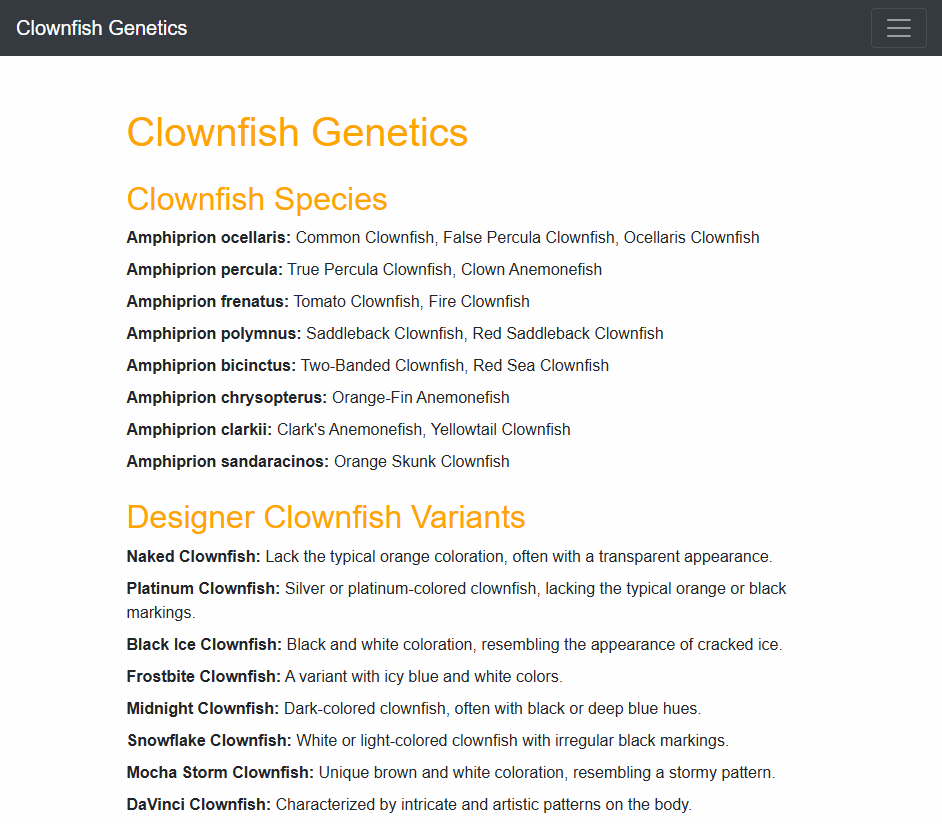 Clownfish Genetics
Clownfish Genetics
Clownfish Species
Amphiprion ocellaris: Common Clownfish, False Percula Clownfish, Ocellaris Clownfish
Amphiprion percula: True Percula Clownfish, Clown Anemonefish
Amphiprion frenatus: Tomato Clownfish, Fire Clownfish
Amphiprion polymnus: Saddleback Clownfish, Red Saddleback Clownfish
Amphiprion bicinctus: Two-Banded Clownfish, Red Sea Clownfish
Amphiprion chrysopterus: Orange-Fin Anemonefish
Amphiprion clarkii: Clark's Anemonefish, Yellowtail Clownfish
Amphiprion sandaracinos: Orange Skunk Clownfish
Designer Clownfish Variants
Naked Clownfish: Lack the typical orange coloration, often with a transparent appearance.
Platinum Clownfish: Silver or platinum-colored clownfish, lacking the typical orange or black
markings.
Black Ice Clownfish: Black and white coloration, resembling the appearance of cracked ice.
Frostbite Clownfish: A variant with icy blue and white colors.
Midnight Clownfish: Dark-colored clownfish, often with black or deep blue hues.
Snowflake Clownfish: White or light-colored clownfish with irregular black markings.
Mocha Storm Clownfish: Unique brown and white coloration, resembling a stormy pattern.
DaVinci Clownfish: Characterized by intricate and artistic patterns on the body.